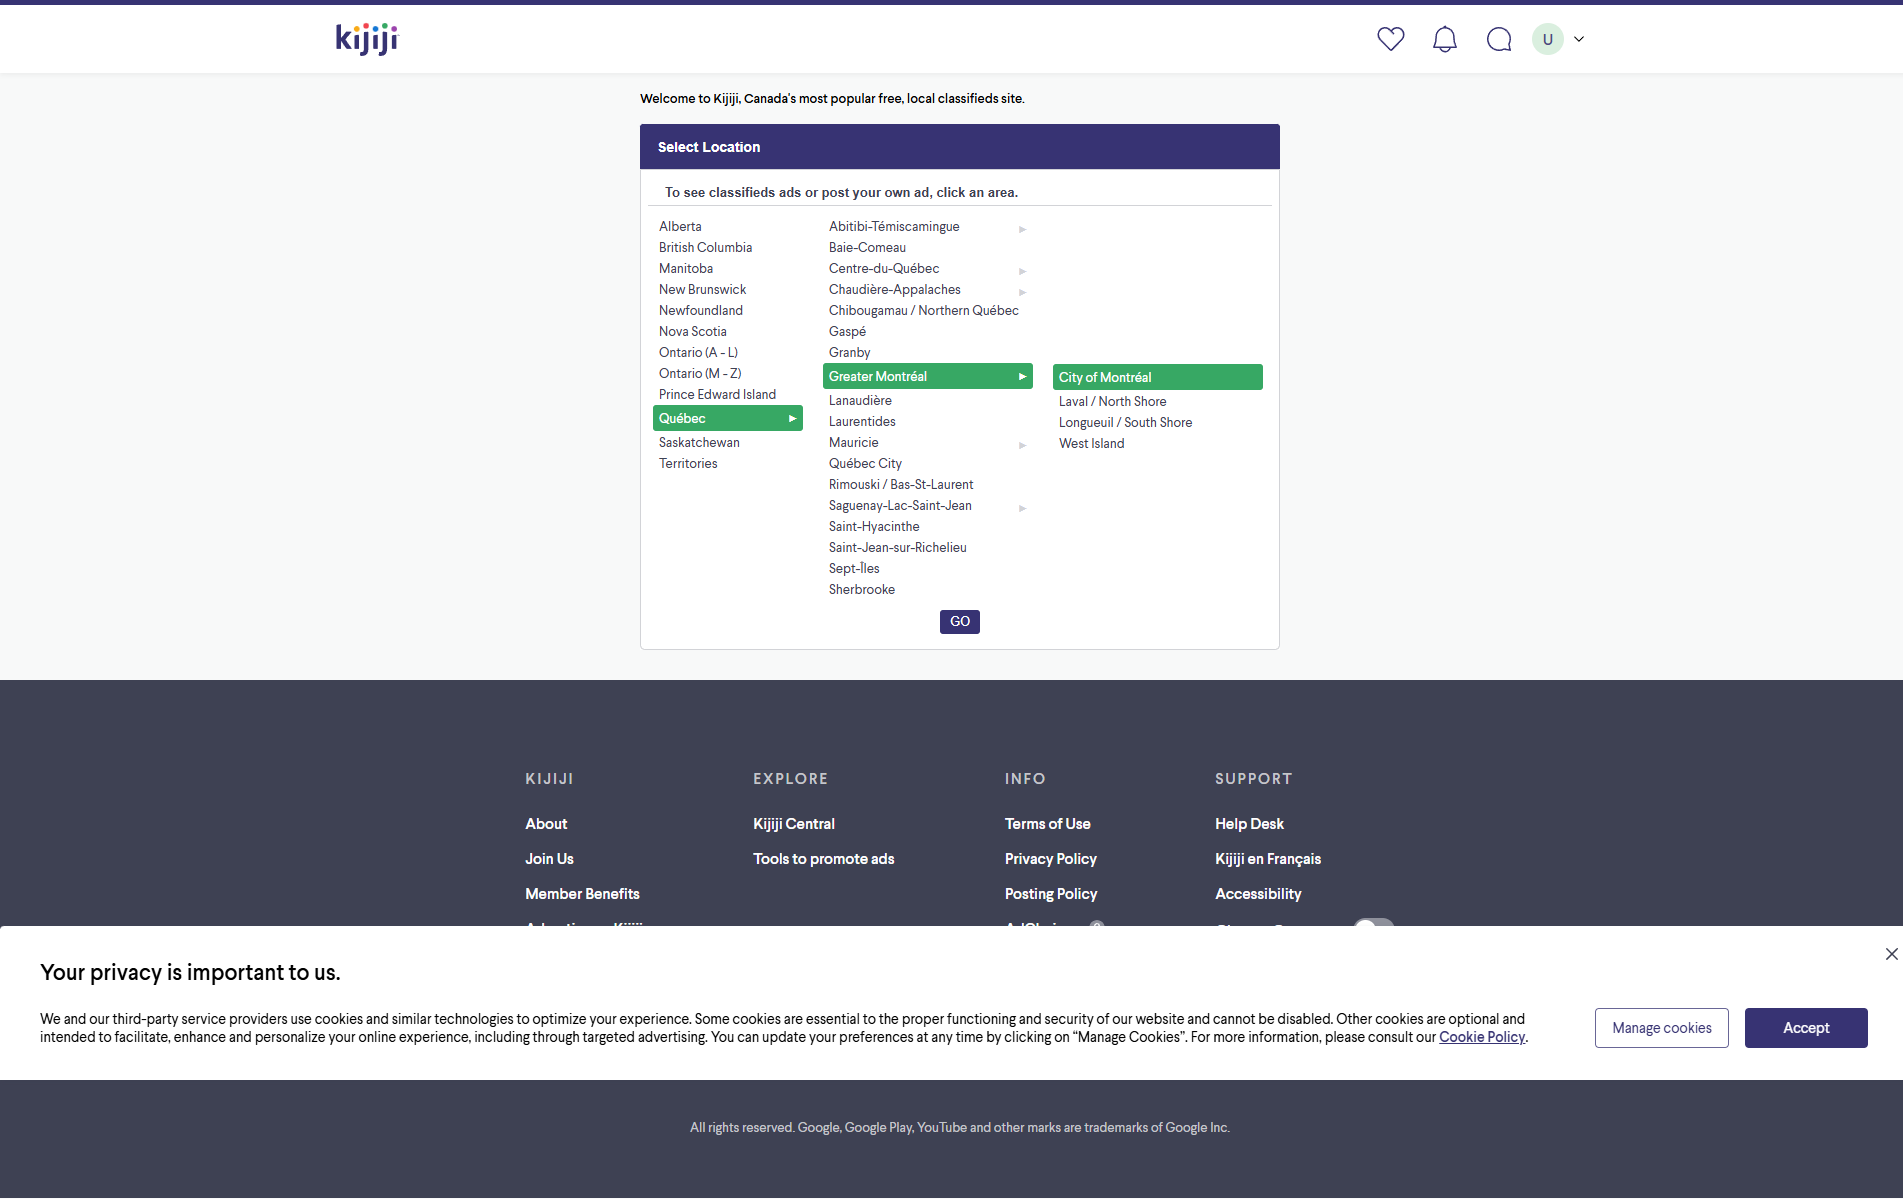 kijiji
U
Welcome to Kijiji, Canada's most popular free, local classifieds site.
Select Location
To see classifieds ads or post your own ad, click an area.
Alberta
British Columbia
Manitoba
New Brunswick
Newfoundland
Nova Scotia
Ontario (A - L)
Ontario (M - Z)
Prince Edward Island
Québec
Saskatchewan
Territories
Abitibi-Témiscamingue
Baie-Comeau
Centre-du-Québec
Chaudière-Appalaches
Chibougamau / Northern Québec
Gaspé
Granby
Greater Montréal
Lanaudière
Laurentides
Mauricie
Québec City
Rimouski / Bas-St-Laurent
Saguenay-Lac-Saint-Jean
Saint-Hyacinthe
Saint-Jean-sur-Richelieu
Sept-Îles
Sherbrooke
City of Montréal
Laval / North Shore
Longueuil / South Shore
West Island
GO
KIJIJI
About
Join Us
Member Benefits
EXPLORE
Kijiji Central
Tools to promote ads
INFO
Terms of Use
Privacy Policy
Posting Policy
SUPPORT
Help Desk
Kijiji en Français
Accessibility
Your privacy is important to us.
We and our third-party service providers use cookies and similar technologies to optimize your experience. Some cookies are essential to the proper functioning and security of our website and cannot be disabled. Other cookies are optional and
intended to facilitate, enhance and personalize your online experience, including through targeted advertising. You can update your preferences at any time by clicking on “Manage Cookies”. For more information, please consult our Cookie Policy.
Manage cookies
Accept
All rights reserved. Google, Google Play, YouTube and other marks are trademarks of Google Inc.